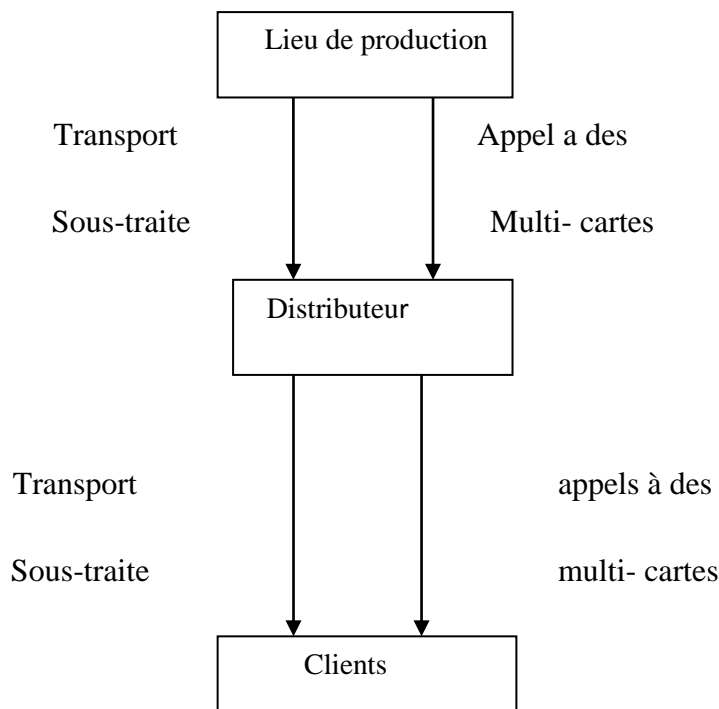 Lieu de production
Transport
Appel a des
Sous-traite
Multi- cartes
Distributeur
Transport
appels à des
Sous-traite
multi- cartes
Clients